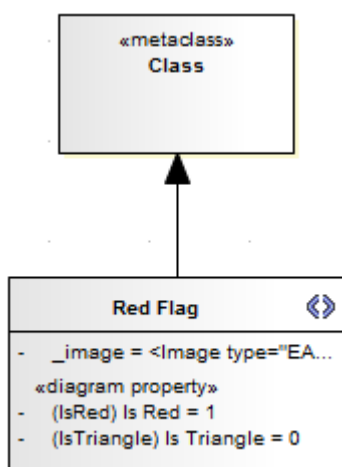 «metaclass»
Class
Red Flag
- _image = <Image type="EA...
«diagram property»
- (IsRed) Is Red = 1
- (IsTriangle) Is Triangle = 0